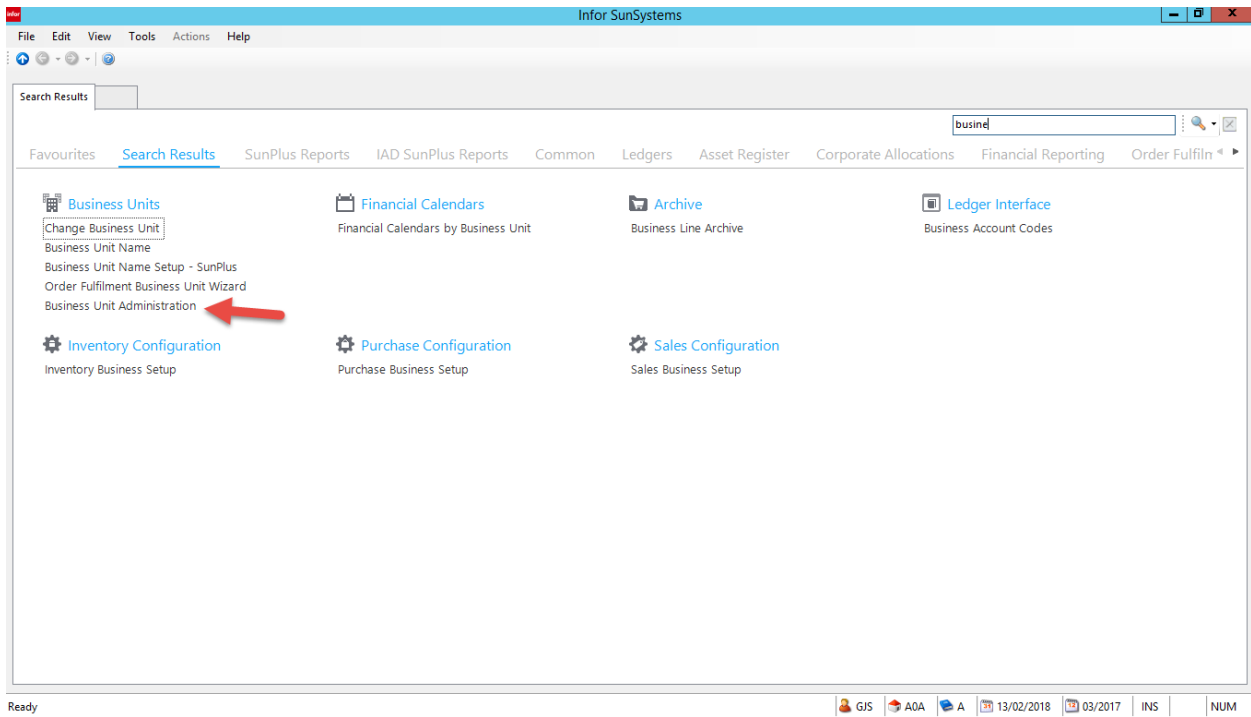 infor
Infor SunSystems
File Edit View Tools Actions Help
Search Results
busine
Favourites Search Results SunPlus Reports IAD SunPlus Reports Common Ledgers Asset Register Corporate Allocations Financial Reporting Order Fulfiln
Business Units
Change Business Unit
Business Unit Name
Business Unit Name Setup - SunPlus
Order Fulfilment Business Unit Wizard
Business Unit Administration
Financial Calendars
Financial Calendars by Business Unit
Archive
Business Line Archive
Ledger Interface
Business Account Codes
Inventory Configuration
Inventory Business Setup
Purchase Configuration
Purchase Business Setup
Sales Configuration
Sales Business Setup
Ready GJS A0A A 13/02/2018 03/2017 INS NUM